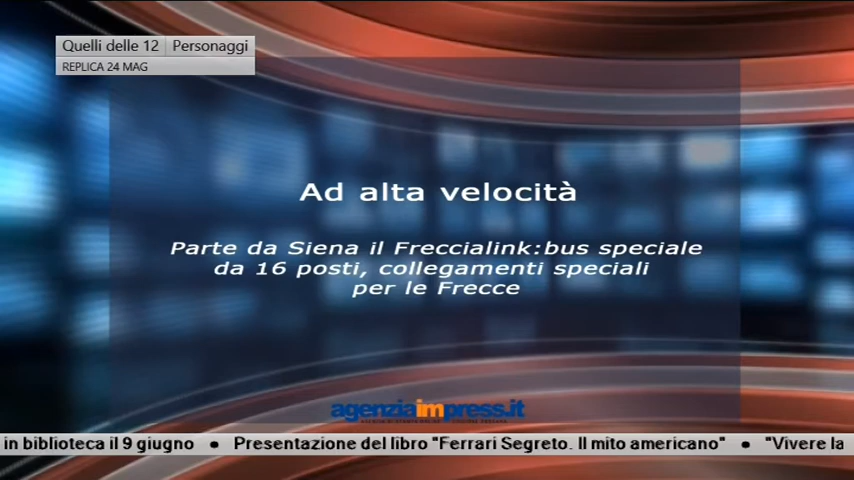 Quelli delle 12 Personaggi
REPLICA 24 MAG
Ad alta velocità
Parte da Siena il Freccialink:bus speciale
da 16 posti, collegamenti speciali
per le Frecce
agenziaimpress.it
in biblioteca il 9 giugno • Presentazione del libro "Ferrari Segreto. Il mito americano" • "Vivere la